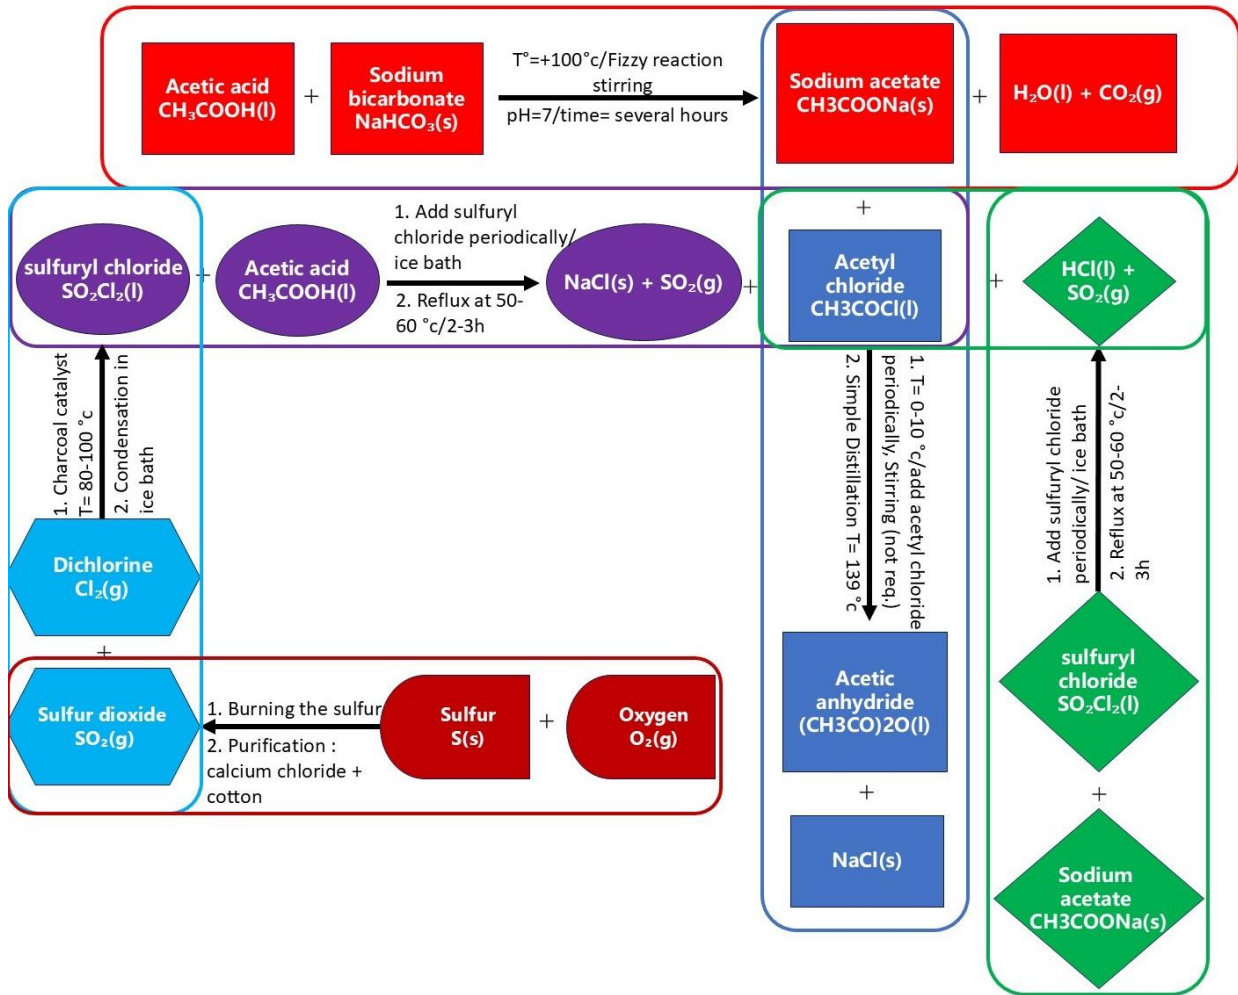 Acetic acid
CH₃COOH(l)
+
Sodium
bicarbonate
NaHCO₃(s)
T°=+100°c/Fizzy reaction
stirring
pH=7/time= several hours
Sodium acetate
CH3COONa(s)
+
H₂O(l) + CO₂(g)
sulfuryl chloride
SO₂Cl₂(l)
+
Acetic acid
CH₃COOH(l)
1. Add sulfuryl
chloride periodically/
ice bath
2. Reflux at 50-
60 °c/2-3h
NaCl(s) + SO₂(g)
+
+
Acetyl
chloride
CH3COCl(l)
+
HCl(l) +
SO₂(g)
1. Charcoal catalyst
T= 80-100 °c
2. Condensation in
ice bath
Dichlorine
Cl₂(g)
+
Sulfur dioxide
SO₂(g)
1. Burning the sulfur
2. Purification :
calcium chloride +
cotton
Sulfur
S(s)
+
Oxygen
O₂(g)
1. T= 0-10 °c/add acetyl chloride
periodically, Stirring (not req.)
2. Simple Distillation T= 139 °c
Acetic
anhydride
(CH3CO)2O(l)
+
NaCl(s)
1. Add sulfuryl chloride
periodically/ ice bath
2. Reflux at 50-60 °c/2-
3h
sulfuryl
chloride
SO₂Cl₂(l)
+
Sodium
acetate
CH3COONa(s)